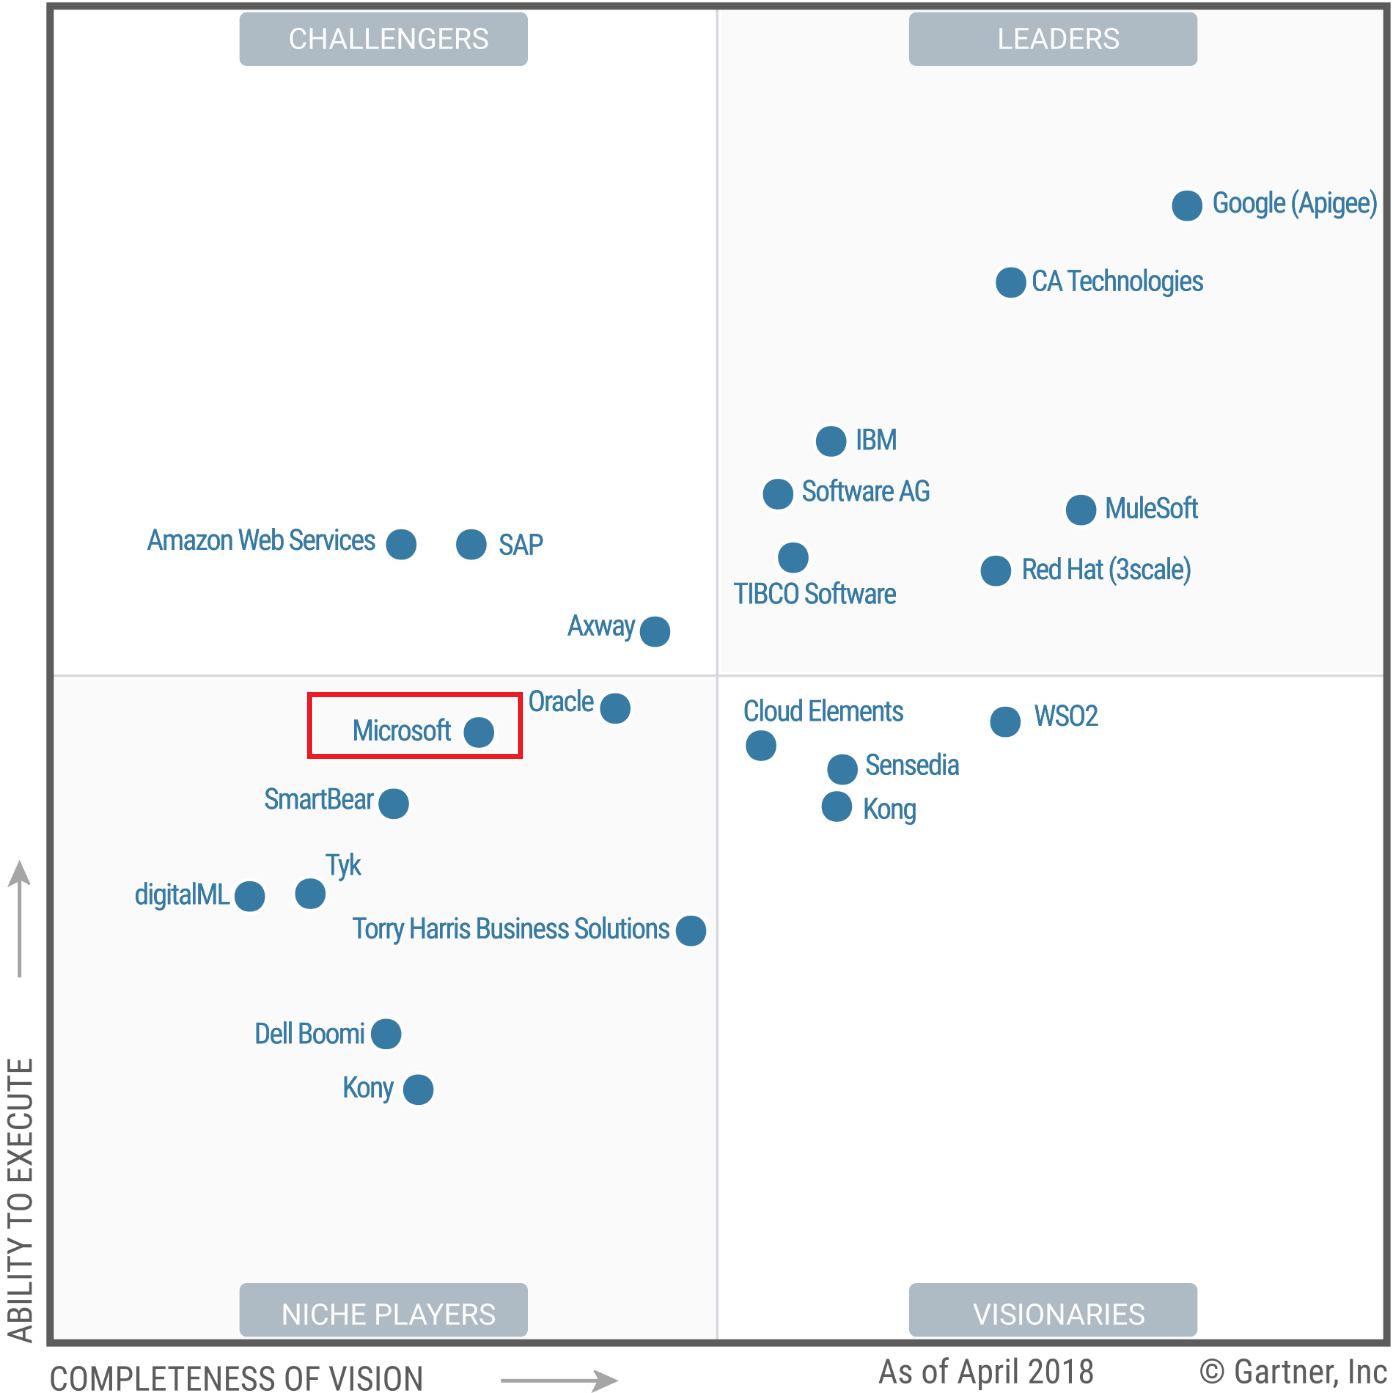 CHALLENGERS
LEADERS
Google (Apigee)
CA Technologies
IBM
Software AG
MuleSoft
Amazon Web Services
SAP
TIBCO Software
Red Hat (3scale)
Axway
Oracle
Microsoft
Cloud Elements
WSO2
Sensedia
SmartBear
Kong
Tyk
digitalML
Torry Harris Business Solutions
Dell Boomi
Kony
ABILITY TO EXECUTE
NICHE PLAYERS
VISIONARIES
COMPLETENESS OF VISION
As of April 2018
© Gartner, Inc